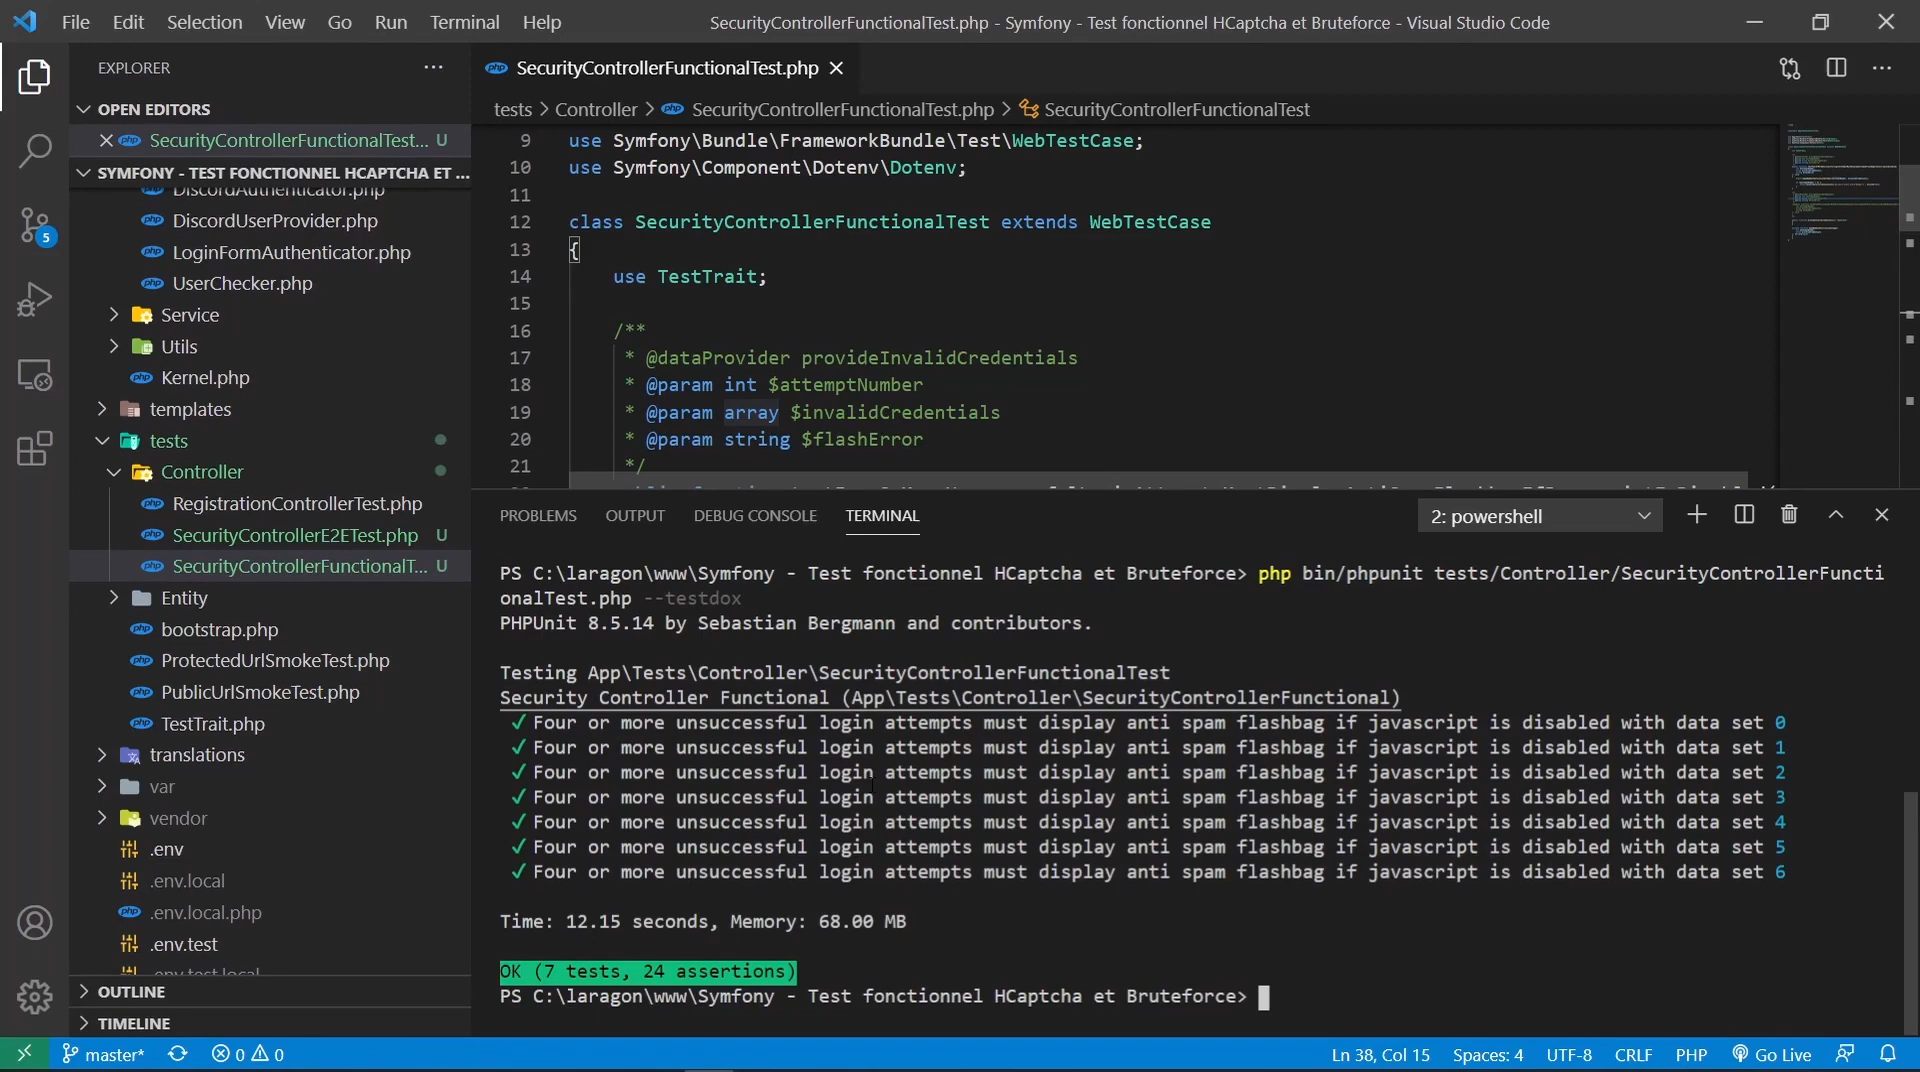 File Edit Selection View Go Run Terminal Help
SecurityControllerFunctionalTest.php - Symfony - Test fonctionnel HCaptcha et Bruteforce - Visual Studio Code
EXPLORER
OPEN EDITORS
SecurityControllerFunctionalTest... U
SYMFONY - TEST FONCTIONNEL HCAPTCHA ET ...
DiscordAuthenticator.php
DiscordUserProvider.php
LoginFormAuthenticator.php
UserChecker.php
Service
Utils
Kernel.php
templates
tests
Controller
RegistrationControllerTest.php
SecurityControllerE2ETest.php U
SecurityControllerFunctionalT... U
Entity
bootstrap.php
ProtectedUrlSmokeTest.php
PublicUrlSmokeTest.php
TestTrait.php
translations
var
vendor
.env
.env.local
.env.local.php
.env.test
.env.test.local
OUTLINE
TIMELINE
5
SecurityControllerFunctionalTest.php
tests > Controller > SecurityControllerFunctionalTest.php > SecurityControllerFunctionalTest
9 use Symfony\Bundle\FrameworkBundle\Test\WebTestCase;
10 use Symfony\Component\Dotenv\Dotenv;
11
12 class SecurityControllerFunctionalTest extends WebTestCase
13 {
14 use TestTrait;
15
16 /**
17 * @dataProvider provideInvalidCredentials
18 * @param int $attemptNumber
19 * @param array $invalidCredentials
20 * @param string $flashError
21 */
PROBLEMS OUTPUT DEBUG CONSOLE TERMINAL
2: powershell
PS C:\laragon\www\Symfony - Test fonctionnel HCaptcha et Bruteforce> php bin/phpunit tests/Controller/SecurityControllerFuncti
onalTest.php --testdox
PHPUnit 8.5.14 by Sebastian Bergmann and contributors.
Testing App\Tests\Controller\SecurityControllerFunctionalTest
Security Controller Functional (App\Tests\Controller\SecurityControllerFunctional)
✓ Four or more unsuccessful login attempts must display anti spam flashbag if javascript is disabled with data set 0
✓ Four or more unsuccessful login attempts must display anti spam flashbag if javascript is disabled with data set 1
✓ Four or more unsuccessful login attempts must display anti spam flashbag if javascript is disabled with data set 2
✓ Four or more unsuccessful login attempts must display anti spam flashbag if javascript is disabled with data set 3
✓ Four or more unsuccessful login attempts must display anti spam flashbag if javascript is disabled with data set 4
✓ Four or more unsuccessful login attempts must display anti spam flashbag if javascript is disabled with data set 5
✓ Four or more unsuccessful login attempts must display anti spam flashbag if javascript is disabled with data set 6
Time: 12.15 seconds, Memory: 68.00 MB
OK (7 tests, 24 assertions)
PS C:\laragon\www\Symfony - Test fonctionnel HCaptcha et Bruteforce>
master* 0 0 Ln 38, Col 15 Spaces: 4 UTF-8 CRLF PHP Go Live